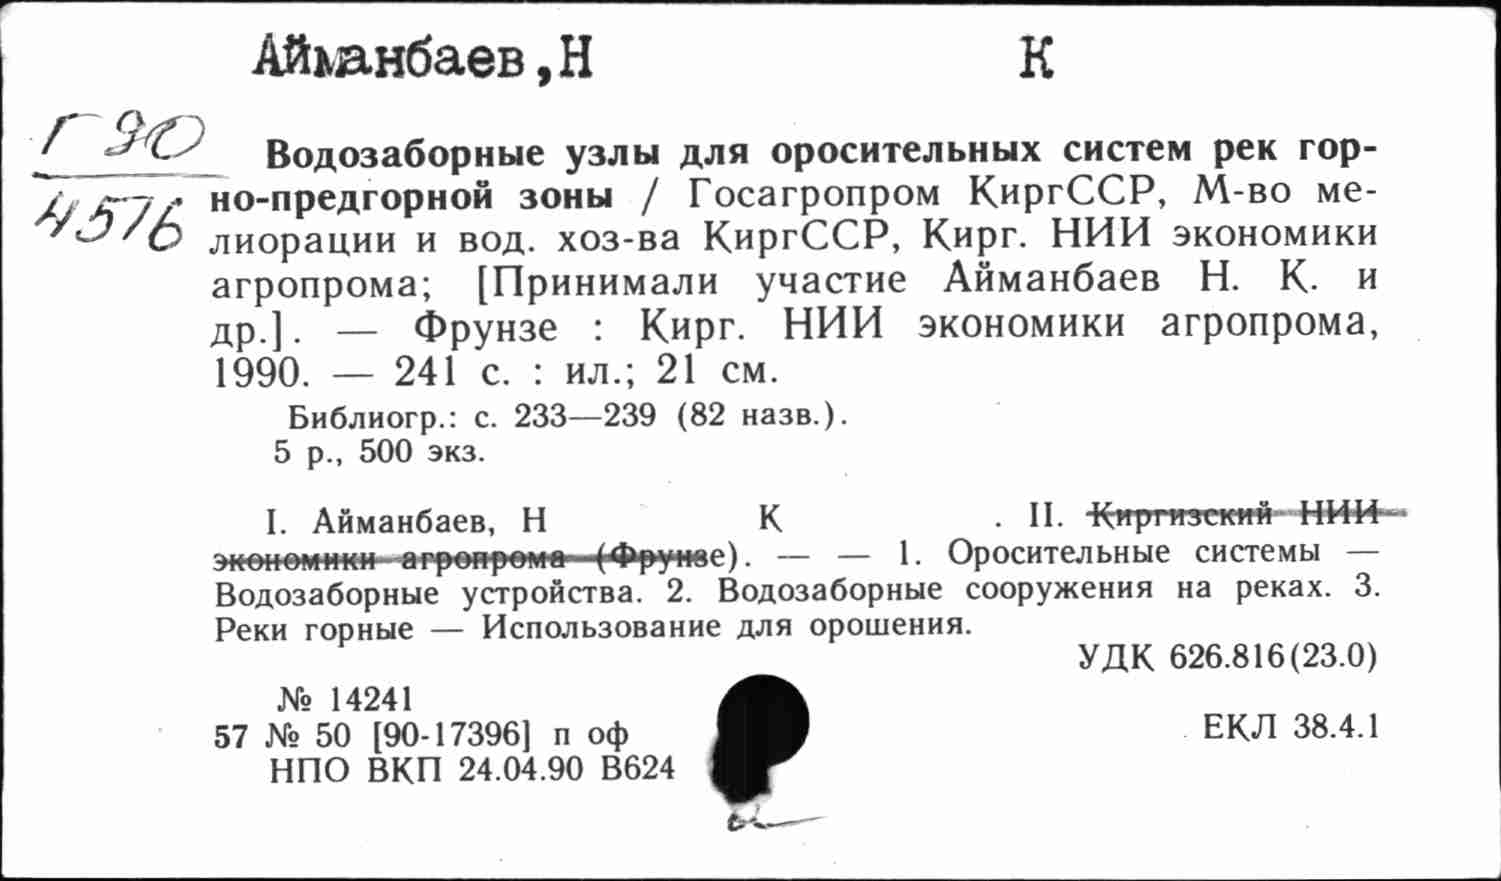 Айманбаев,Н К
Г 90
4576
Водозаборные узлы для оросительных систем рек гор-
но-предгорной зоны / Госагропром КиргССР, М-во ме-
лиорации и вод. хоз-ва КиргССР, Кирг. НИИ экономики
агропрома; [Принимали участие Айманбаев Н. К. и
др.]. — Фрунзе : Кирг. НИИ экономики агропрома,
1990. — 241 с. : ил.; 21 см.
Библиогр.: с. 233—239 (82 назв.).
5 р., 500 экз.
I. Айманбаев, Н К . II. Киргизский НИИ
экономики агропрома (Фрунзе). — — 1. Оросительные системы —
Водозаборные устройства. 2. Водозаборные сооружения на реках. 3.
Реки горные — Использование для орошения.
УДК 626.816(23.0)
№ 14241
57 № 50 [90-17396] п оф
ЕКЛ 38.4.1
НПО ВКП 24.04.90 В624